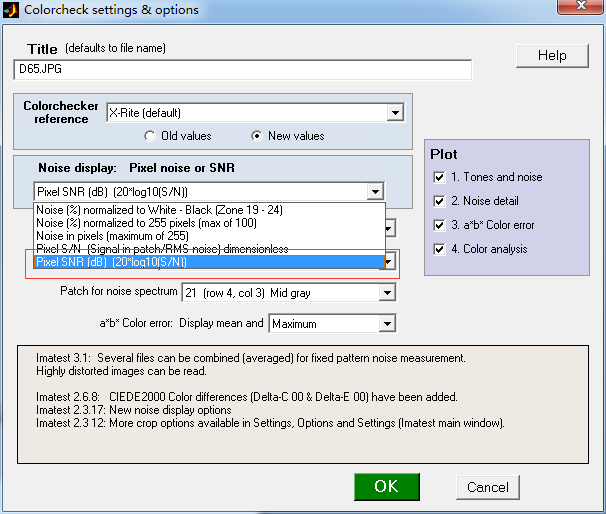 Colorcheck settings & options
Title (defaults to file name)
Help
D65.JPG
Colorchecker reference
X-Rite (default)
Old values
New values
Noise display: Pixel noise or SNR
Pixel SNR (dB) (20*log10(S/N))
Noise (%) normalized to White - Black (Zone 19 - 24)
Noise (%) normalized to 255 pixels (max of 100)
Noise in pixels (maximum of 255)
Pixel S/N (Signal in patch/RMS noise) dimensionless
Pixel SNR (dB) (20*log10(S/N))
Patch for noise spectrum
21 (row 4, col 3) Mid gray
a*b* Color error: Display mean and
Maximum
Plot
1. Tones and noise
2. Noise detail
3. a*b* Color error
4. Color analysis
Imatest 3.1: Several files can be combined (averaged) for fixed pattern noise measurement.
Highly distorted images can be read.
Imatest 2.6.8: CIEDE2000 Color differences (Delta-C 00 & Delta-E 00) have been added.
Imatest 2.3.17: New noise display options
Imatest 2.3 12: More crop options available in Settings, Options and Settings (Imatest main window).
OK
Cancel